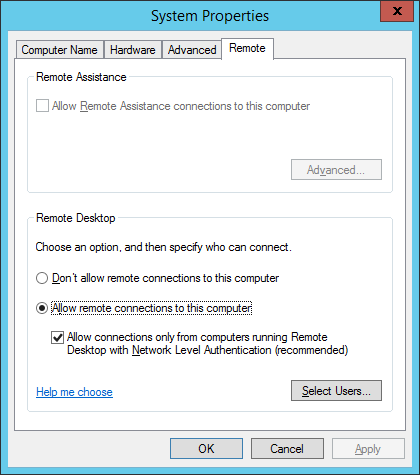 System Properties
x
Computer Name
Hardware
Advanced
Remote
Remote Assistance
Allow Remote Assistance connections to this computer
Advanced...
Remote Desktop
Choose an option, and then specify who can connect.
Don't allow remote connections to this computer
Allow remote connections to this computer
Allow connections only from computers running Remote
Desktop with Network Level Authentication (recommended)
Help me choose
Select Users...
OK
Cancel
Apply